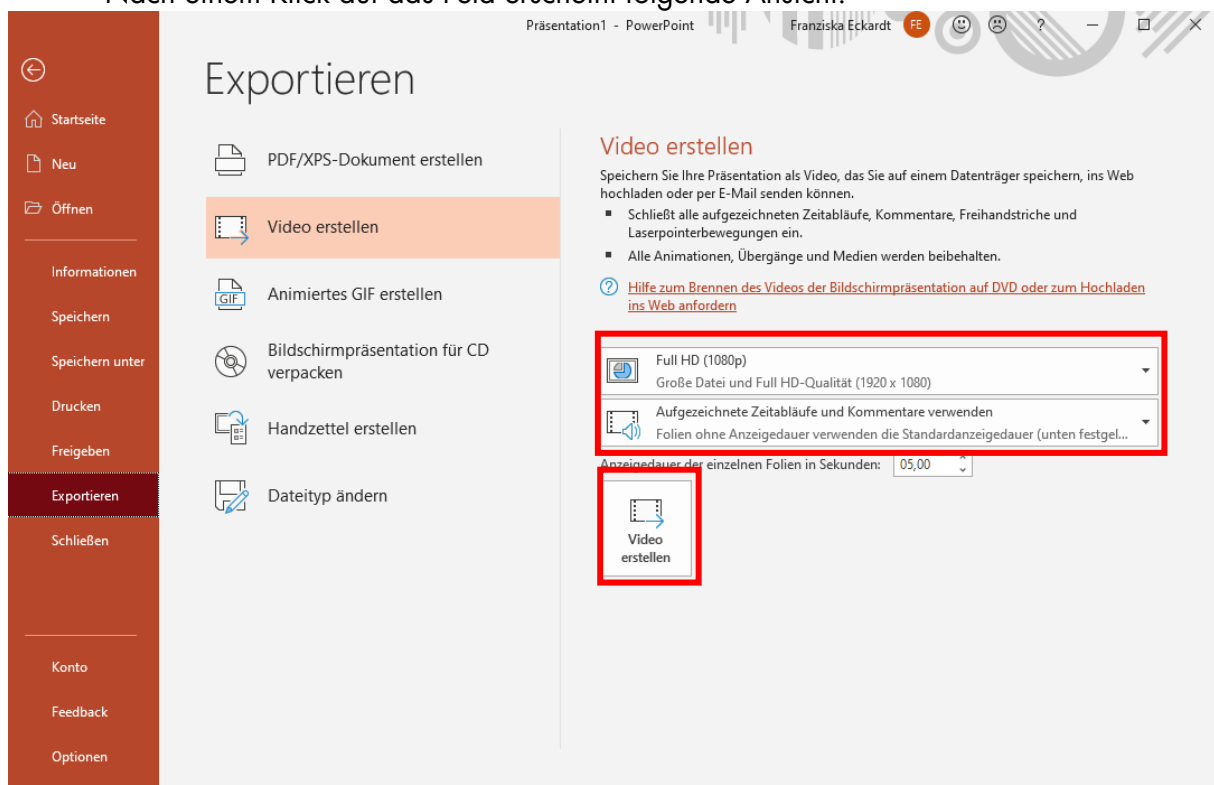 Nach einem Klick auf das Feld erscheint folgende Ansicht:
Präsentation1 - PowerPoint
Franziska Eckardt
FE
?
Exportieren
Startseite
Neu
Öffnen
Informationen
Speichern
Speichern unter
Drucken
Freigeben
Exportieren
Schließen
Konto
Feedback
Optionen
PDF/XPS-Dokument erstellen
Video erstellen
GIF
Animiertes GIF erstellen
Bildschirmpräsentation für CD
verpacken
Handzettel erstellen
Dateityp ändern
Video erstellen
Speichern Sie Ihre Präsentation als Video, das Sie auf einem Datenträger speichern, ins Web
hochladen oder per E-Mail senden können.
Schließt alle aufgezeichneten Zeitabläufe, Kommentare, Freihandstriche und
Laserpointerbewegungen ein.
Alle Animationen, Übergänge und Medien werden beibehalten.
? Hilfe zum Brennen des Videos der Bildschirmpräsentation auf DVD oder zum Hochladen
ins Web anfordern
Full HD (1080p)
Große Datei und Full HD-Qualität (1920 x 1080)
Aufgezeichnete Zeitabläufe und Kommentare verwenden
Folien ohne Anzeigedauer verwenden die Standardanzeigedauer (unten festgel...
Anzeigedauer der einzelnen Folien in Sekunden: 05,00
Video
erstellen